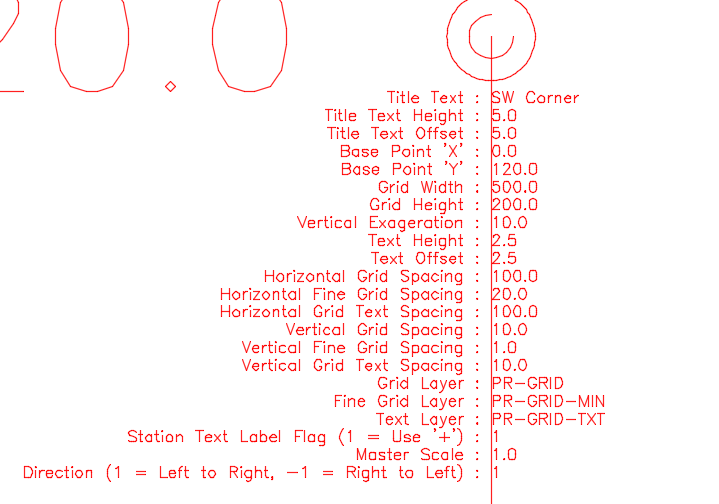 20.0
Title Text : SW Corner
Title Text Height : 5.0
Title Text Offset : 5.0
Base Point 'X' : 0.0
Base Point 'Y' : 120.0
Grid Width : 500.0
Grid Height : 200.0
Vertical Exageration : 10.0
Text Height : 2.5
Text Offset : 2.5
Horizontal Grid Spacing : 100.0
Horizontal Fine Grid Spacing : 20.0
Horizontal Grid Text Spacing : 100.0
Vertical Grid Spacing : 10.0
Vertical Fine Grid Spacing : 1.0
Vertical Grid Text Spacing : 10.0
Grid Layer : PR-GRID
Fine Grid Layer : PR-GRID-MIN
Text Layer : PR-GRID-TXT
Station Text Label Flag (1 = Use '+') : 1
Master Scale : 1.0
Direction (1 = Left to Right, -1 = Right to Left) : 1